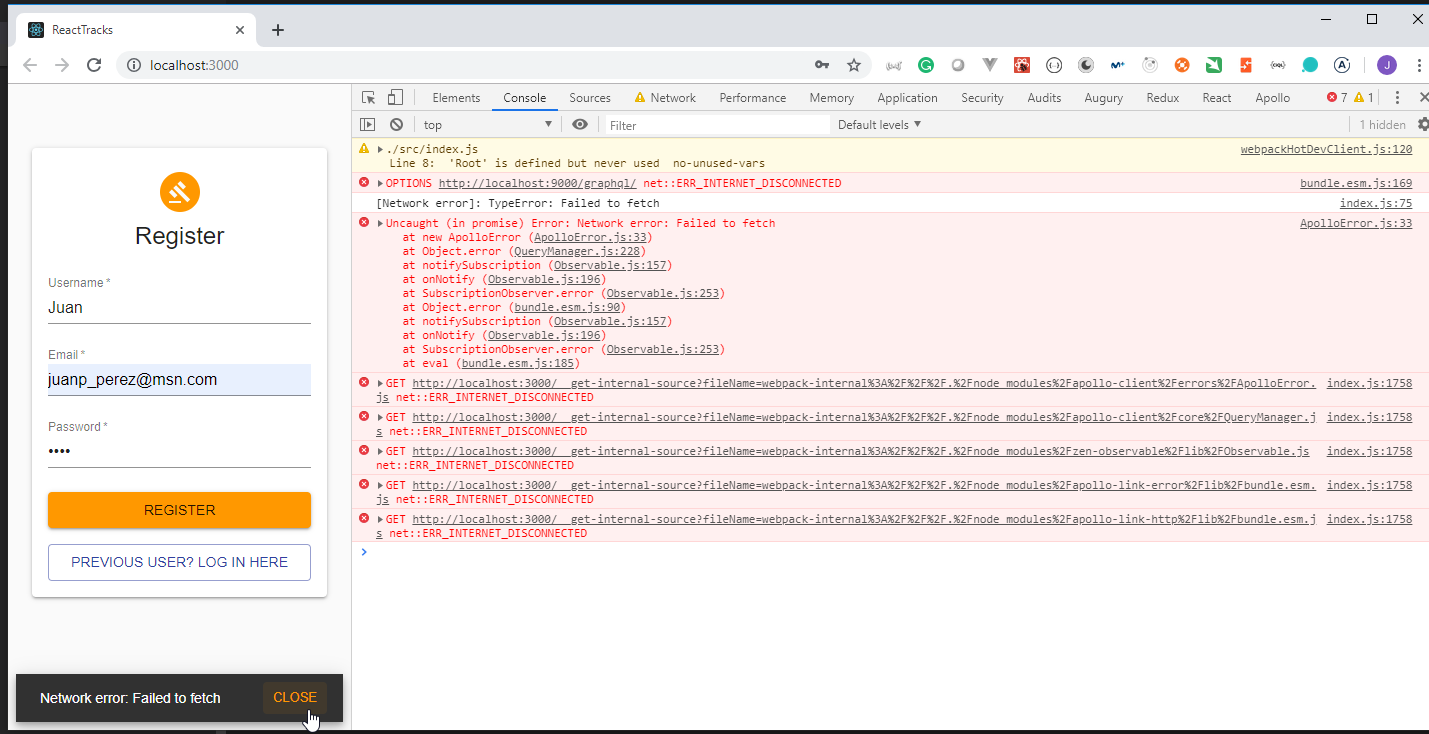 ReactTracks
localhost:3000
Elements Console Sources Network Performance Memory Application Security Audits Augury Redux React Apollo 7 1
top Filter Default levels 1 hidden
Register
Username *
Juan
Email *
juanp_perez@msn.com
Password *
••••
REGISTER
PREVIOUS USER? LOG IN HERE
Network error: Failed to fetch CLOSE
./src/index.js webpackHotDevClient.js:120
Line 8: 'Root' is defined but never used no-unused-vars
OPTIONS http://localhost:9000/graphql/ net::ERR_INTERNET_DISCONNECTED bundle.esm.js:169
[Network error]: TypeError: Failed to fetch index.js:75
Uncaught (in promise) Error: Network error: Failed to fetch ApolloError.js:33
at new ApolloError (ApolloError.js:33)
at Object.error (QueryManager.js:228)
at notifySubscription (Observable.js:157)
at onNotify (Observable.js:196)
at SubscriptionObserver.error (Observable.js:253)
at Object.error (bundle.esm.js:90)
at notifySubscription (Observable.js:157)
at onNotify (Observable.js:196)
at SubscriptionObserver.error (Observable.js:253)
at eval (bundle.esm.js:185)
GET http://localhost:3000/__get-internal-source?fileName=webpack-internal%3A%2F%2F%2F.%2Fnode_modules%2Fapollo-client%2Ferrors%2FApolloError. index.js:1758
js net::ERR_INTERNET_DISCONNECTED
GET http://localhost:3000/__get-internal-source?fileName=webpack-internal%3A%2F%2F%2F.%2Fnode_modules%2Fapollo-client%2Fcore%2FQueryManager.j index.js:1758
s net::ERR_INTERNET_DISCONNECTED
GET http://localhost:3000/__get-internal-source?fileName=webpack-internal%3A%2F%2F%2F.%2Fnode_modules%2Fzen-observable%2Flib%2FObservable.js index.js:1758
net::ERR_INTERNET_DISCONNECTED
GET http://localhost:3000/__get-internal-source?fileName=webpack-internal%3A%2F%2F%2F.%2Fnode_modules%2Fapollo-link-error%2Flib%2Fbundle.esm. index.js:1758
js net::ERR_INTERNET_DISCONNECTED
GET http://localhost:3000/__get-internal-source?fileName=webpack-internal%3A%2F%2F%2F.%2Fnode_modules%2Fapollo-link-http%2Flib%2Fbundle.esm.j index.js:1758
s net::ERR_INTERNET_DISCONNECTED